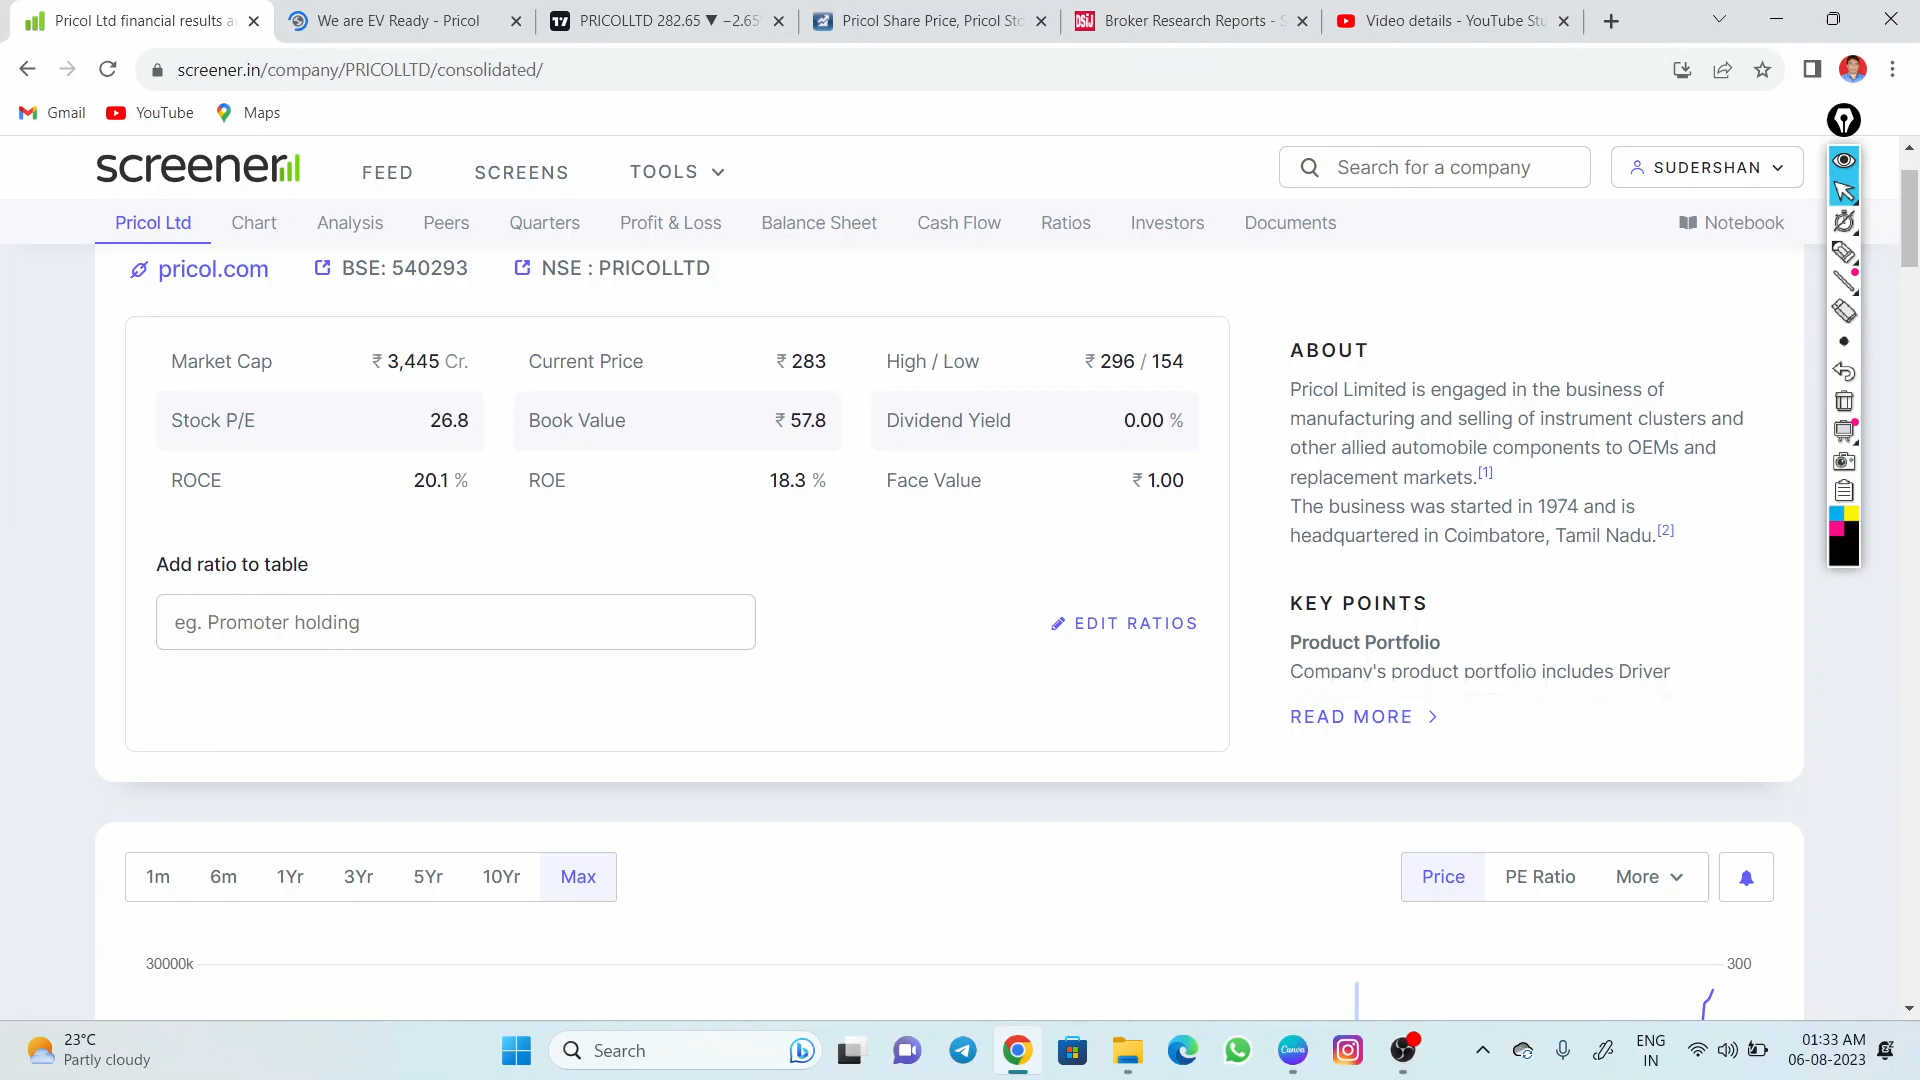 Pricol Ltd financial results a
We are EV Ready - Pricol
PRICOLLTD 282.65 ▼ −2.65
Pricol Share Price, Pricol Sto
DSIJ Broker Research Reports - S
Video details - YouTube Stu
screener.in/company/PRICOLLTD/consolidated/
Gmail YouTube Maps
screener FEED SCREENS TOOLS Search for a company SUDERSHAN
Pricol Ltd Chart Analysis Peers Quarters Profit & Loss Balance Sheet Cash Flow Ratios Investors Documents Notebook
pricol.com BSE: 540293 NSE : PRICOLLTD
Market Cap ₹ 3,445 Cr. Current Price ₹ 283 High / Low ₹ 296 / 154
Stock P/E 26.8 Book Value ₹ 57.8 Dividend Yield 0.00 %
ROCE 20.1 % ROE 18.3 % Face Value ₹ 1.00
Add ratio to table
eg. Promoter holding
EDIT RATIOS
ABOUT
Pricol Limited is engaged in the business of
manufacturing and selling of instrument clusters and
other allied automobile components to OEMs and
replacement markets.[1]
The business was started in 1974 and is
headquartered in Coimbatore, Tamil Nadu.[2]
KEY POINTS
Product Portfolio
Company's product portfolio includes Driver
READ MORE
1m 6m 1Yr 3Yr 5Yr 10Yr Max
Price PE Ratio More
30000k 300
23°C
Partly cloudy
Search
Canva
ENG
IN
01:33 AM
06-08-2023